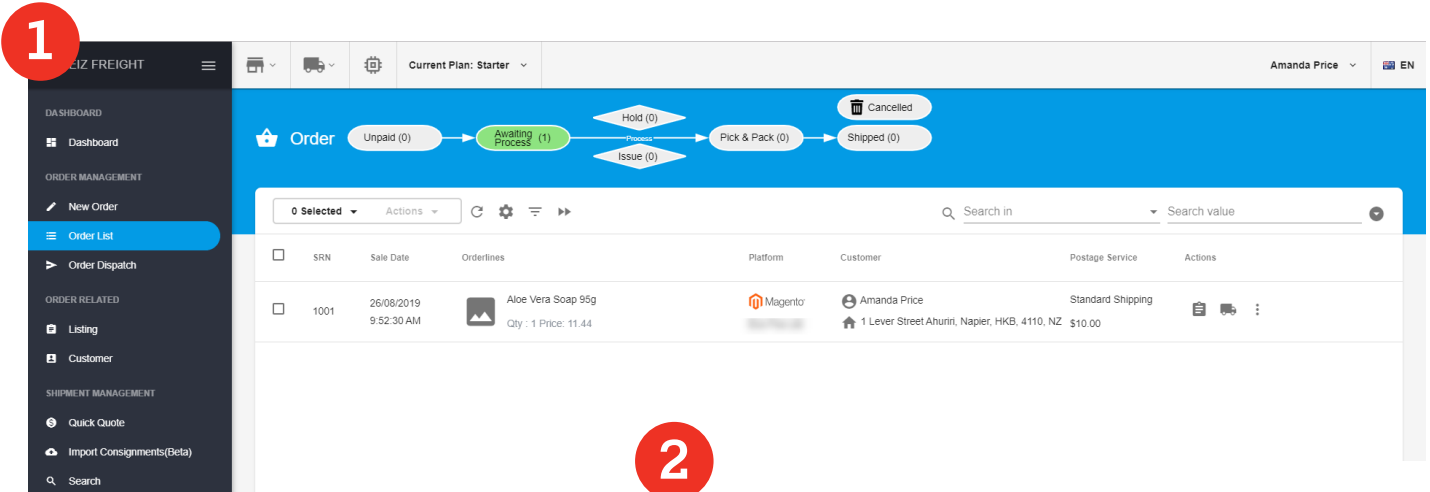 1
EIZ FREIGHT
Current Plan: Starter
Amanda Price
EN
DASHBOARD
Dashboard
ORDER MANAGEMENT
New Order
Order List
Order Dispatch
ORDER RELATED
Listing
Customer
SHIPMENT MANAGEMENT
Quick Quote
Import Consignments(Beta)
Search
Order
Unpaid (0)
Awaiting
Process (1)
Hold (0)
Process
Issue (0)
Pick & Pack (0)
Cancelled
Shipped (0)
0 Selected
Actions
Search in
Search value
SRN Sale Date Orderlines Platform Customer Postage Service Actions
1001
26/08/2019
9:52:30 AM
Aloe Vera Soap 95g
Qty : 1 Price: 11.44
Magento
Amanda Price
1 Lever Street Ahuriri, Napier, HKB, 4110, NZ
Standard Shipping
$10.00
2